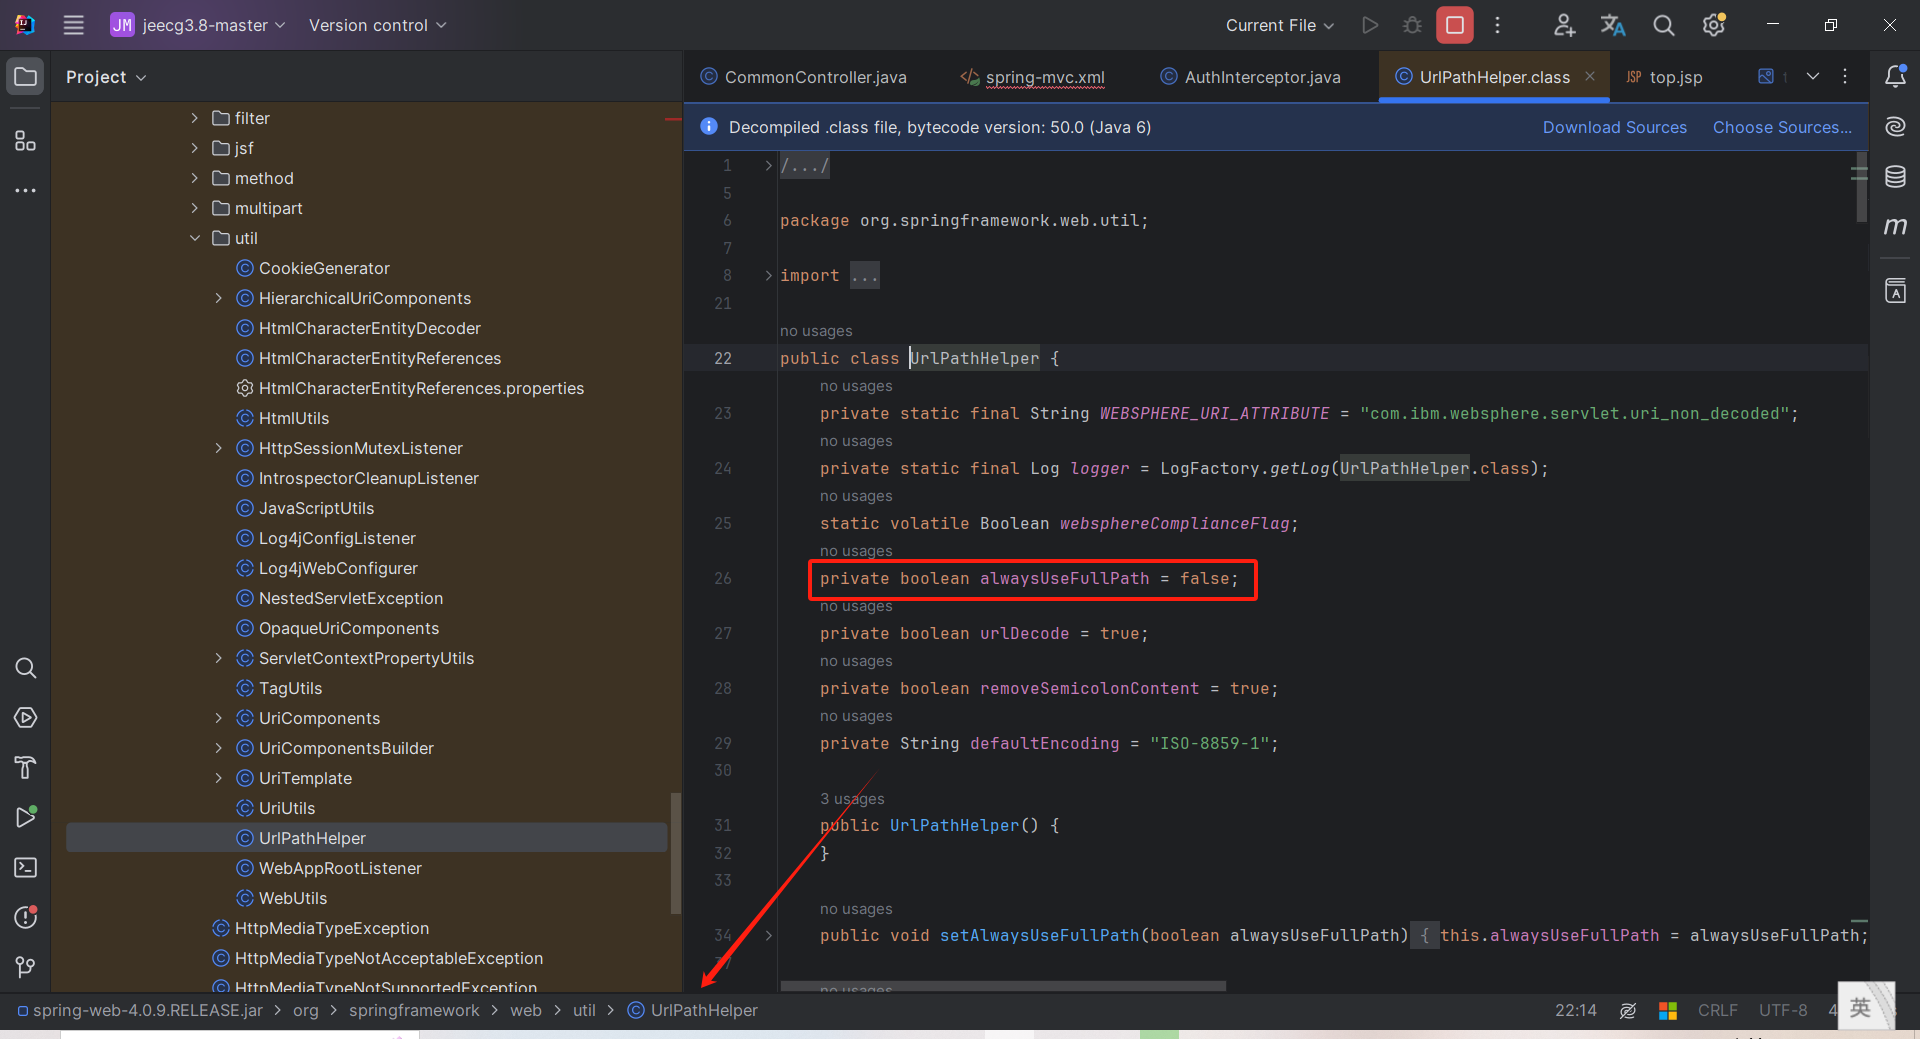 JM jeecg3.8-master Version control Current File
Project
CommonController.java spring-mvc.xml AuthInterceptor.java UrlPathHelper.class JSP top.jsp
Decompiled .class file, bytecode version: 50.0 (Java 6) Download Sources Choose Sources...
filter
jsf
method
multipart
util
CookieGenerator
HierarchicalUriComponents
HtmlCharacterEntityDecoder
HtmlCharacterEntityReferences
HtmlCharacterEntityReferences.properties
HtmlUtils
HttpSessionMutexListener
IntrospectorCleanupListener
JavaScriptUtils
Log4jConfigListener
Log4jWebConfigurer
NestedServletException
OpaqueUriComponents
ServletContextPropertyUtils
TagUtils
UriComponents
UriComponentsBuilder
UriTemplate
UriUtils
UrlPathHelper
WebAppRootListener
WebUtils
HttpMediaTypeException
HttpMediaTypeNotAcceptableException
HttpMediaTypeNotSupportedException
1 /.../
5
6 package org.springframework.web.util;
7
8 import ...
21
no usages
22 public class UrlPathHelper {
no usages
23 private static final String WEBSPHERE_URI_ATTRIBUTE = "com.ibm.websphere.servlet.uri_non_decoded";
no usages
24 private static final Log logger = LogFactory.getLog(UrlPathHelper.class);
no usages
25 static volatile Boolean websphereComplianceFlag;
no usages
26 private boolean alwaysUseFullPath = false;
no usages
27 private boolean urlDecode = true;
no usages
28 private boolean removeSemicolonContent = true;
no usages
29 private String defaultEncoding = "ISO-8859-1";
30
3 usages
31 public UrlPathHelper() {
32 }
33
no usages
34 public void setAlwaysUseFullPath(boolean alwaysUseFullPath) { this.alwaysUseFullPath = alwaysUseFullPath;
no usages
spring-web-4.0.9.RELEASE.jar org springframework web util UrlPathHelper 22:14 CRLF UTF-8 4
英